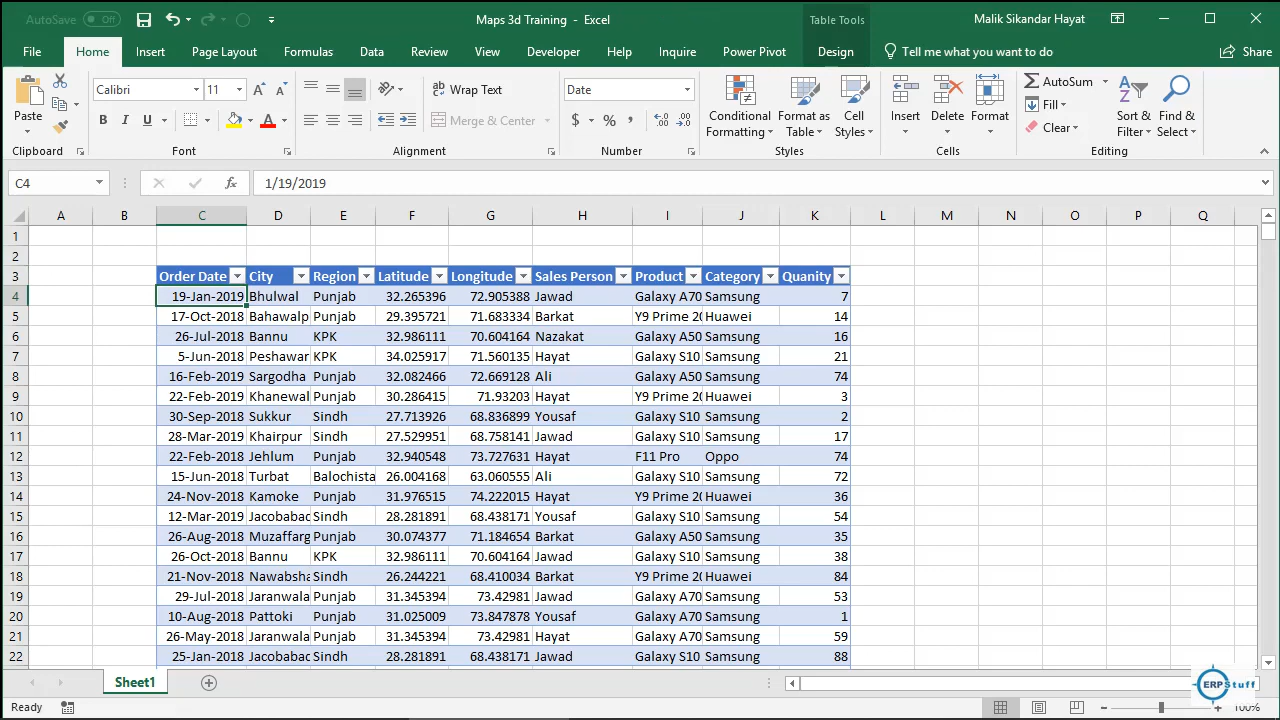 AutoSave Off Maps 3d Training - Excel Table Tools Malik Sikandar Hayat
File Home Insert Page Layout Formulas Data Review View Developer Help Inquire Power Pivot Design Tell me what you want to do Share
Calibri 11 Wrap Text Date AutoSum
Paste B I U Merge & Center $ % , Conditional Formatting Format as Table Cell Styles Insert Delete Format Fill Clear Sort & Filter Find & Select
Clipboard Font Alignment Number Styles Cells Editing
C4 fx 1/19/2019
A B C D E F G H I J K L M N O P Q
1
2
3 Order Date City Region Latitude Longitude Sales Person Product Category Quanity
4 19-Jan-2019 Bhulwal Punjab 32.265396 72.905388 Jawad Galaxy A70 Samsung 7
5 17-Oct-2018 Bahawalp Punjab 29.395721 71.683334 Barkat Y9 Prime 20 Huawei 14
6 26-Jul-2018 Bannu KPK 32.986111 70.604164 Nazakat Galaxy A50 Samsung 16
7 5-Jun-2018 Peshawar KPK 34.025917 71.560135 Hayat Galaxy S10 Samsung 21
8 16-Feb-2019 Sargodha Punjab 32.082466 72.669128 Ali Galaxy A50 Samsung 74
9 22-Feb-2019 Khanewal Punjab 30.286415 71.93203 Hayat Y9 Prime 20 Huawei 3
10 30-Sep-2018 Sukkur Sindh 27.713926 68.836899 Yousaf Galaxy S10 Samsung 2
11 28-Mar-2019 Khairpur Sindh 27.529951 68.758141 Jawad Galaxy S10 Samsung 17
12 22-Feb-2018 Jehlum Punjab 32.940548 73.727631 Hayat F11 Pro Oppo 74
13 15-Jun-2018 Turbat Balochista 26.004168 63.060555 Ali Galaxy S10 Samsung 72
14 24-Nov-2018 Kamoke Punjab 31.976515 74.222015 Hayat Y9 Prime 20 Huawei 36
15 12-Mar-2019 Jacobabad Sindh 28.281891 68.438171 Yousaf Galaxy S10 Samsung 54
16 26-Aug-2018 Muzaffarg Punjab 30.074377 71.184654 Barkat Galaxy A50 Samsung 35
17 26-Oct-2018 Bannu KPK 32.986111 70.604164 Jawad Galaxy S10 Samsung 38
18 21-Nov-2018 Nawabsha Sindh 26.244221 68.410034 Barkat Y9 Prime 20 Huawei 84
19 29-Jul-2018 Jaranwala Punjab 31.345394 73.42981 Jawad Galaxy A70 Samsung 53
20 10-Aug-2018 Pattoki Punjab 31.025009 73.847878 Yousaf Galaxy A70 Samsung 1
21 26-May-2018 Jaranwala Punjab 31.345394 73.42981 Hayat Galaxy A70 Samsung 59
22 25-Jan-2018 Jacobabad Sindh 28.281891 68.438171 Jawad Galaxy S10 Samsung 88
Sheet1 ERPStuff
Ready 100%